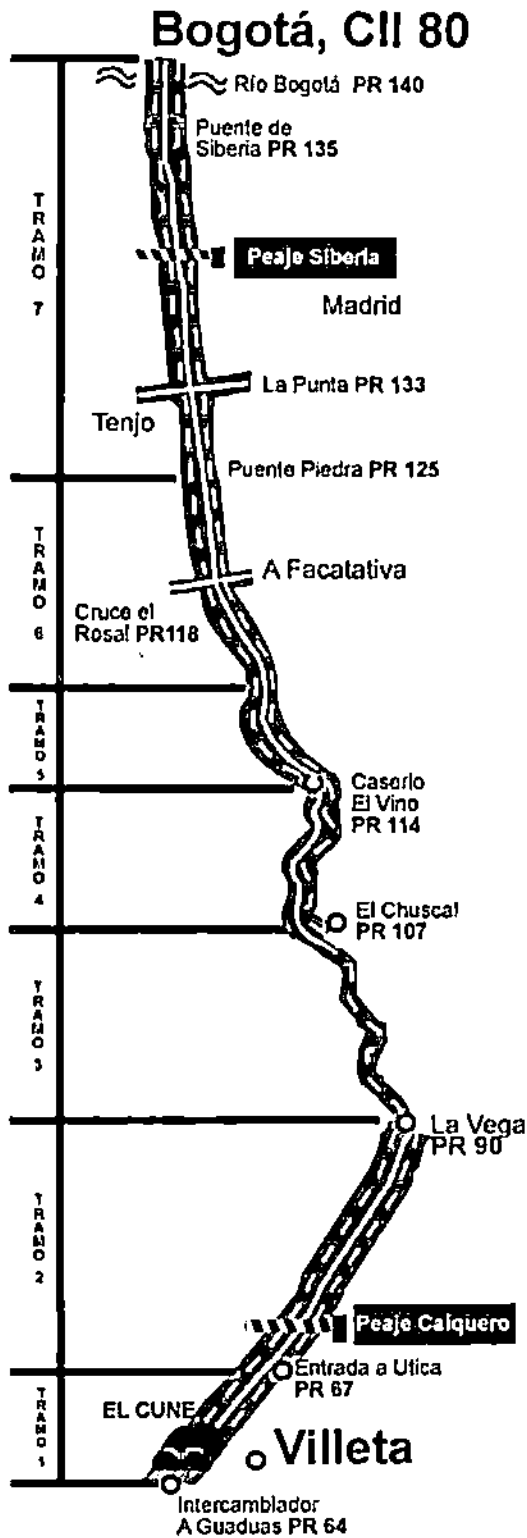 Bogotá, Cll 80
Río Bogotá PR 140
Puente de
Siberia PR 135
TRAMO 7
Peaje Siberia
Madrid
La Punta PR 133
Tenjo
Puente Piedra PR 125
TRAMO 6
A Facatativa
Cruce el
Rosal PR118
TRAMO 5
Caserío
El Vino
PR 114
TRAMO 4
El Chuscal
PR 107
TRAMO 3
La Vega
PR 90
TRAMO 2
Peaje Caiquero
Entrada a Utica
PR 67
TRAMO 1
EL CUNE
Villeta
Intercambiador
A Guaduas PR 64